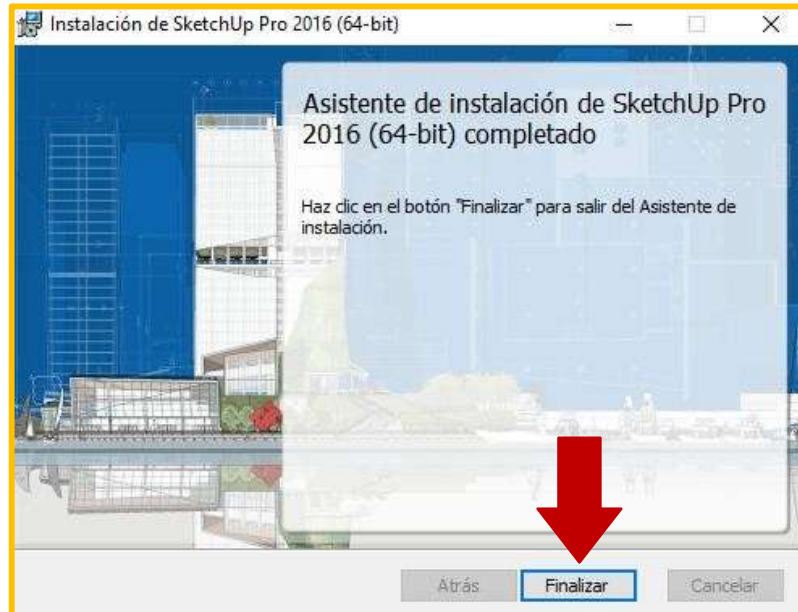 Instalación de SketchUp Pro 2016 (64-bit)
Asistente de instalación de SketchUp Pro
2016 (64-bit) completado
Haz clic en el botón "Finalizar" para salir del Asistente de
instalación.
Atrás Finalizar Cancelar